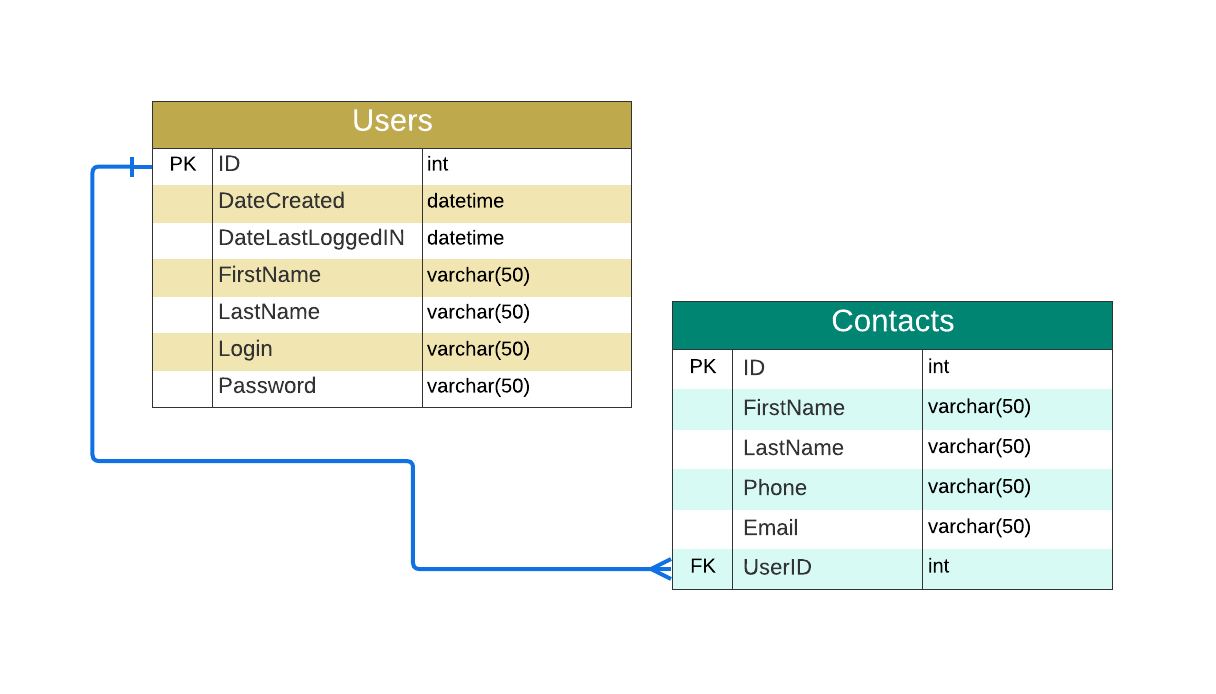 Users
PK ID int
DateCreated datetime
DateLastLoggedIN datetime
FirstName varchar(50)
LastName varchar(50)
Login varchar(50)
Password varchar(50)
Contacts
PK ID int
FirstName varchar(50)
LastName varchar(50)
Phone varchar(50)
Email varchar(50)
FK UserID int